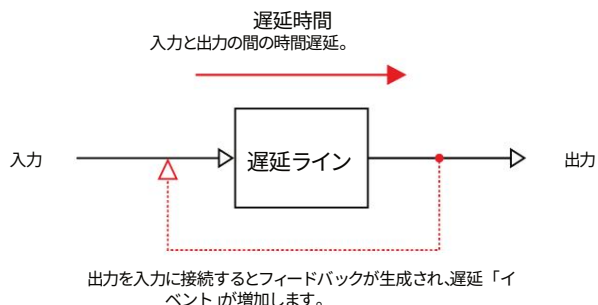 遅延時間
入力と出力の間の時間遅延。
入力
遅延ライン
出力
出力を入力に接続するとフィードバックが生成され、遅延「イ
ベント」が増加します。